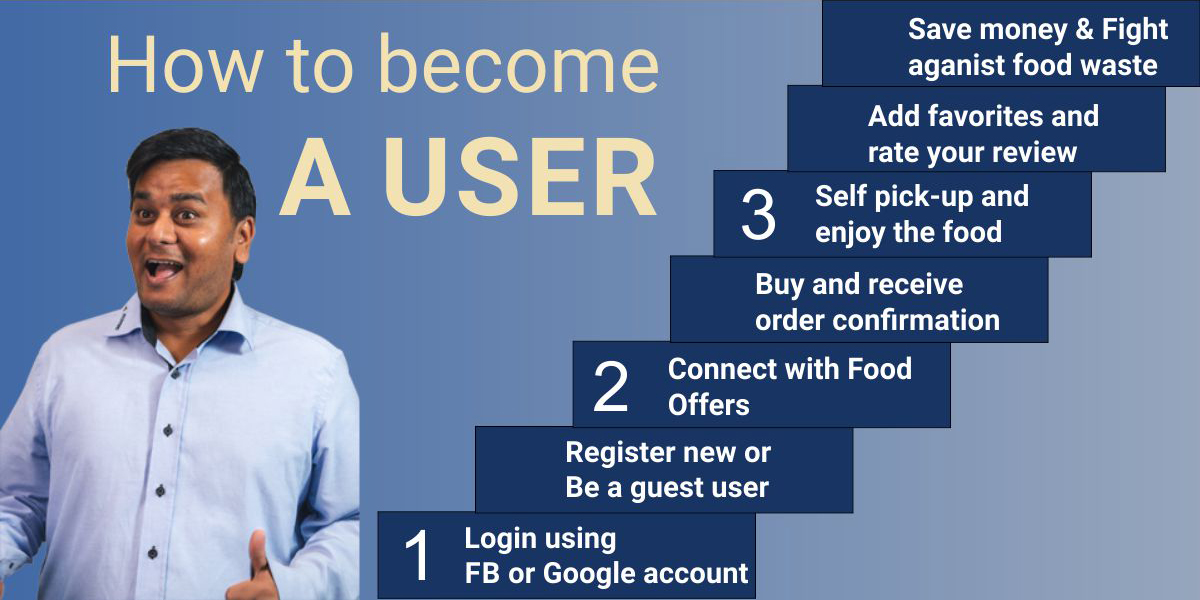 How to become
A USER
Save money & Fight
aganist food waste
Add favorites and
rate your review
3 Self pick-up and
enjoy the food
Buy and receive
order confirmation
2 Connect with Food
Offers
Register new or
Be a guest user
1 Login using
FB or Google account